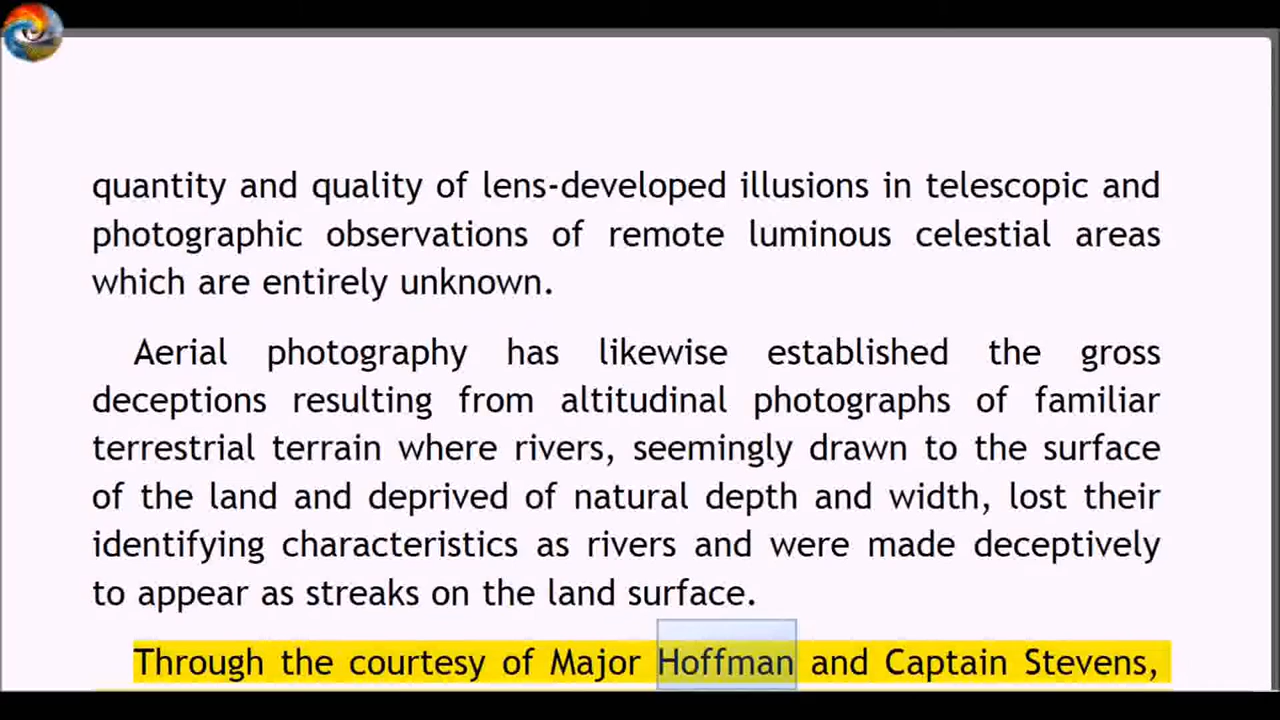 quantity and quality of lens-developed illusions in telescopic and
photographic observations of remote luminous celestial areas
which are entirely unknown.
Aerial photography has likewise established the gross
deceptions resulting from altitudinal photographs of familiar
terrestrial terrain where rivers, seemingly drawn to the surface
of the land and deprived of natural depth and width, lost their
identifying characteristics as rivers and were made deceptively
to appear as streaks on the land surface.
Through the courtesy of Major Hoffman and Captain Stevens,